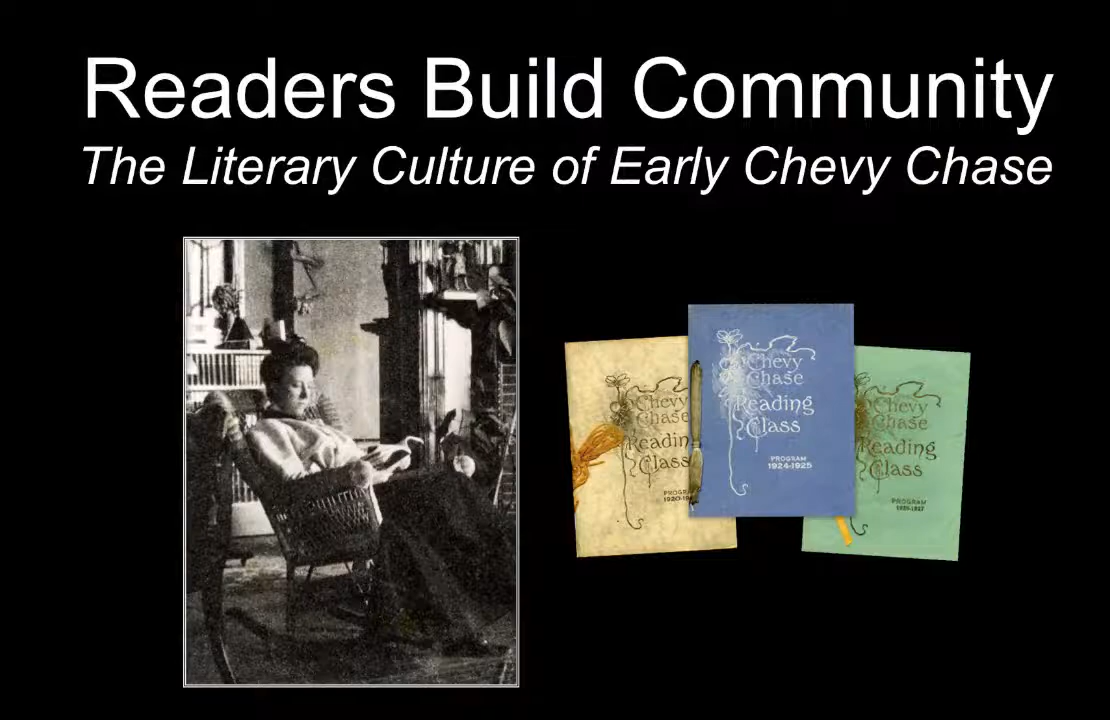 Readers Build Community
The Literary Culture of Early Chevy Chase
Chevy
Chase
Reading
Class
PROGRAM
1924-1925
Chevy
Chase
Class
Chevy
Chase
Reading
Class
PROGRAM